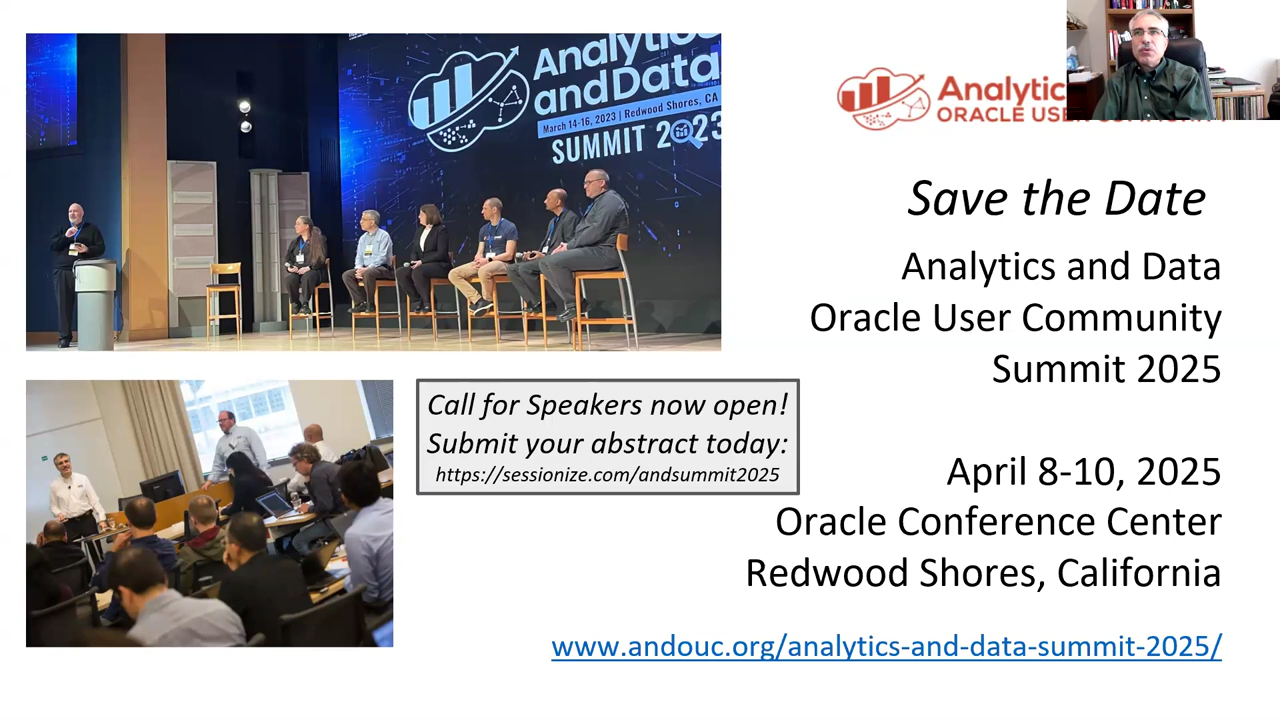 Analytics
and Data
March 14-16, 2023 | Redwood Shores, CA
SUMMIT 2023
Analytic
ORACLE USER
Save the Date
Analytics and Data
Oracle User Community
Summit 2025
Call for Speakers now open!
Submit your abstract today:
https://sessionize.com/andsummit2025
April 8-10, 2025
Oracle Conference Center
Redwood Shores, California
www.andouc.org/analytics-and-data-summit-2025/